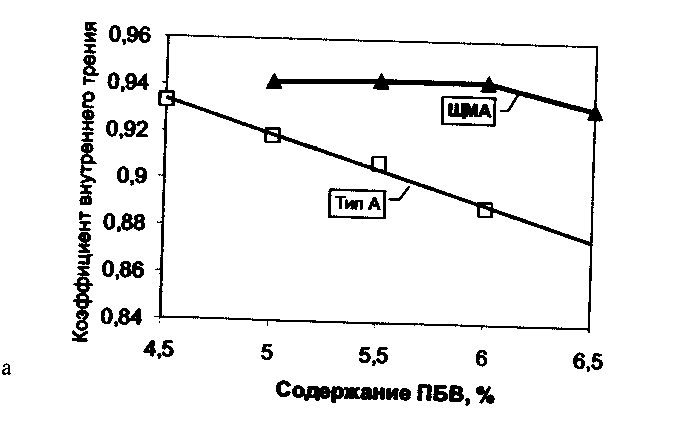 Коэффициент внутреннего трения
0,96
0,94
0,92
0,9
0,88
0,86
0,84
ЩМА
Тип А
4,5
5
5,5
6
6,5
Содержание ПБВ, %
а